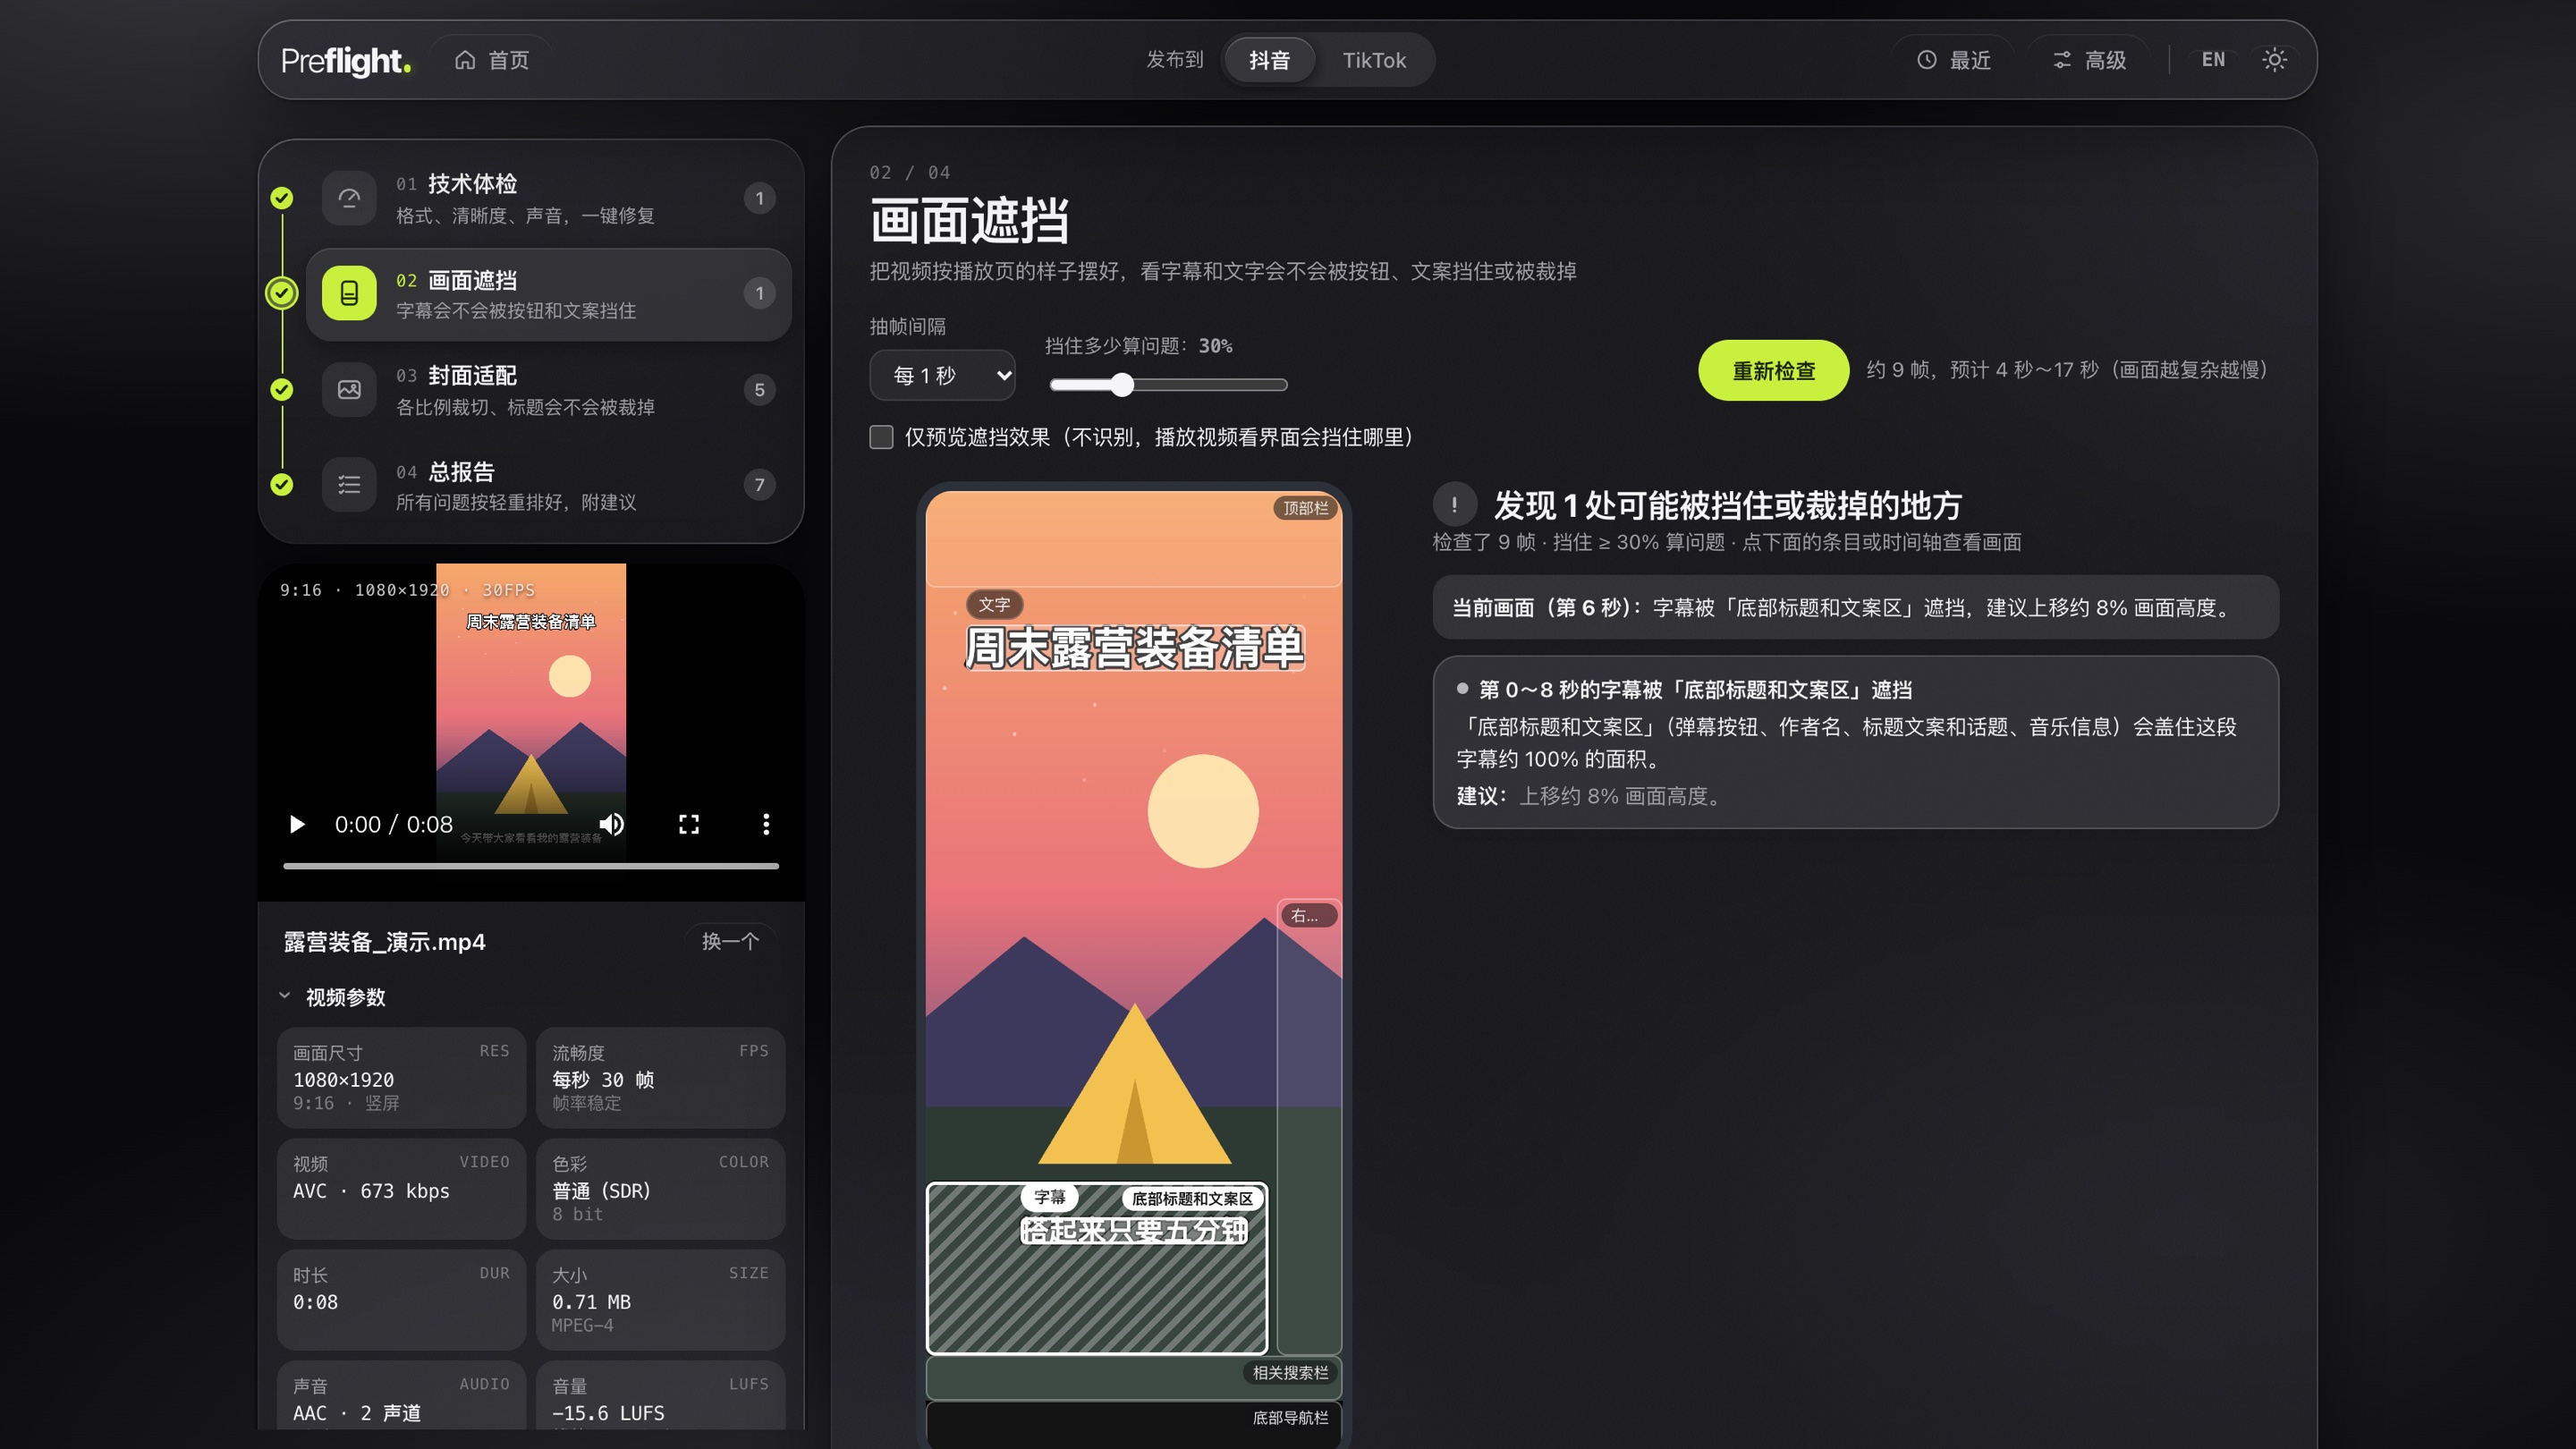 Preflight.
首页
发布到
抖音
TikTok
最近
高级
EN
01 技术体检
格式、清晰度、声音，一键修复
1
02 画面遮挡
字幕会不会被按钮和文案挡住
1
03 封面适配
各比例裁切、标题会不会被裁掉
5
04 总报告
所有问题按轻重排好，附建议
7
9:16 · 1080×1920 · 30FPS
周末露营装备清单
0:00 / 0:08
今天带大家看看我的露营装备
露营装备_演示.mp4
换一个
视频参数
画面尺寸 RES
1080×1920
9:16 · 竖屏
流畅度 FPS
每秒 30 帧
帧率稳定
视频 VIDEO
AVC · 673 kbps
色彩 COLOR
普通 (SDR)
8 bit
时长 DUR
0:08
大小 SIZE
0.71 MB
MPEG-4
声音 AUDIO
AAC · 2 声道
音量 LUFS
-15.6 LUFS
02 / 04
画面遮挡
把视频按播放页的样子摆好，看字幕和文字会不会被按钮、文案挡住或被裁掉
抽帧间隔
每 1 秒
挡住多少算问题：30%
重新检查
约 9 帧，预计 4 秒～17 秒（画面越复杂越慢）
仅预览遮挡效果（不识别，播放视频看界面会挡住哪里）
顶部栏
文字
周末露营装备清单
右...
字幕
底部标题和文案区
搭起来只要五分钟
相关搜索栏
底部导航栏
发现 1 处可能被挡住或裁掉的地方
检查了 9 帧 · 挡住 ≥ 30% 算问题 · 点下面的条目或时间轴查看画面
当前画面（第 6 秒）：字幕被「底部标题和文案区」遮挡，建议上移约 8% 画面高度。
第 0～8 秒的字幕被「底部标题和文案区」遮挡
「底部标题和文案区」（弹幕按钮、作者名、标题文案和话题、音乐信息）会盖住这段
字幕约 100% 的面积。
建议：上移约 8% 画面高度。